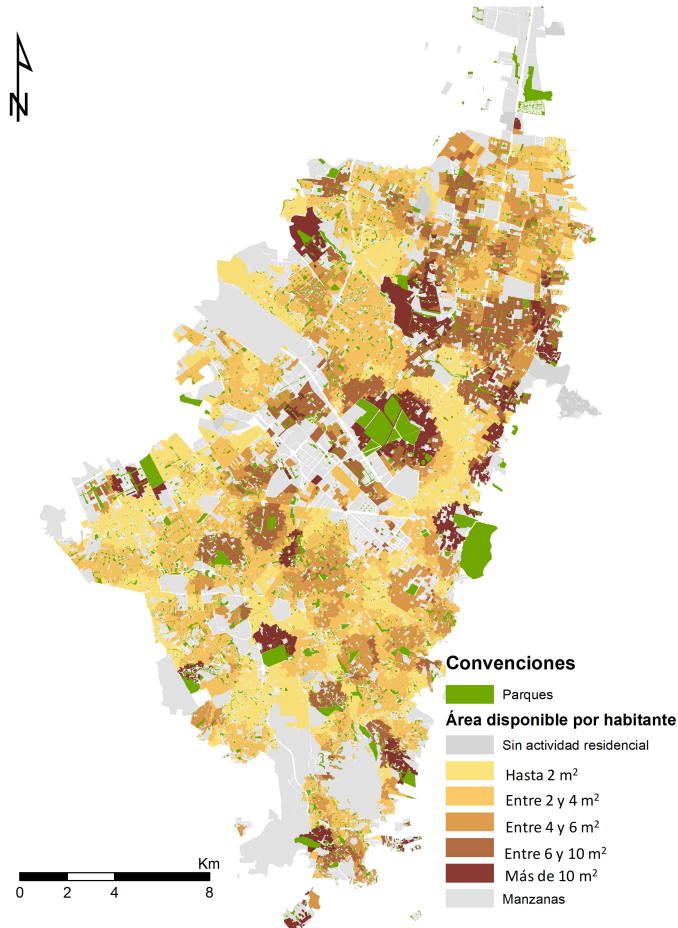 N
Convenciones
Parques
Área disponible por habitante
Sin actividad residencial
Hasta 2 m²
Entre 2 y 4 m²
Entre 4 y 6 m²
Entre 6 y 10 m²
Más de 10 m²
Manzanas
Km
0 2 4 8